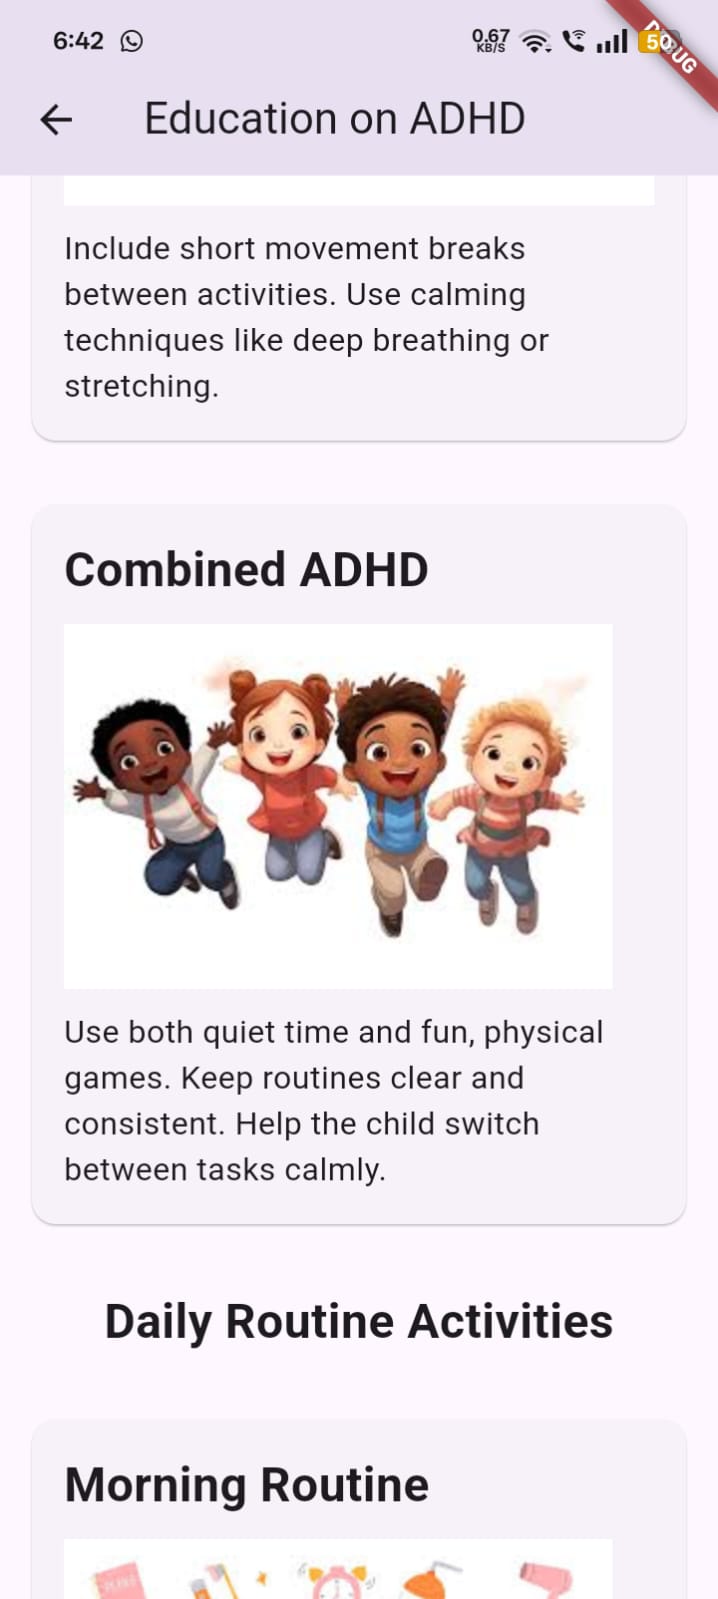 6:42
0.67
KB/S
50
Education on ADHD
Include short movement breaks
between activities. Use calming
techniques like deep breathing or
stretching.
Combined ADHD
Use both quiet time and fun, physical
games. Keep routines clear and
consistent. Help the child switch
between tasks calmly.
Daily Routine Activities
Morning Routine